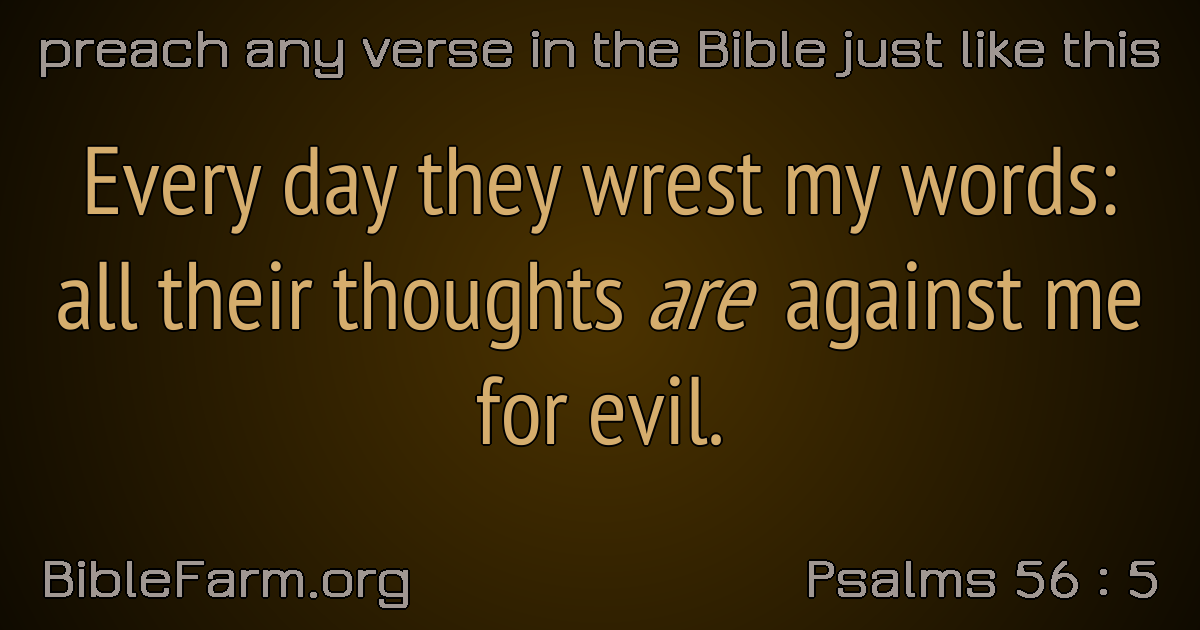 preach any verse in the Bible just like this
Every day they wrest my words:
all their thoughts are against me
for evil.
BibleFarm.org
Psalms 56 : 5